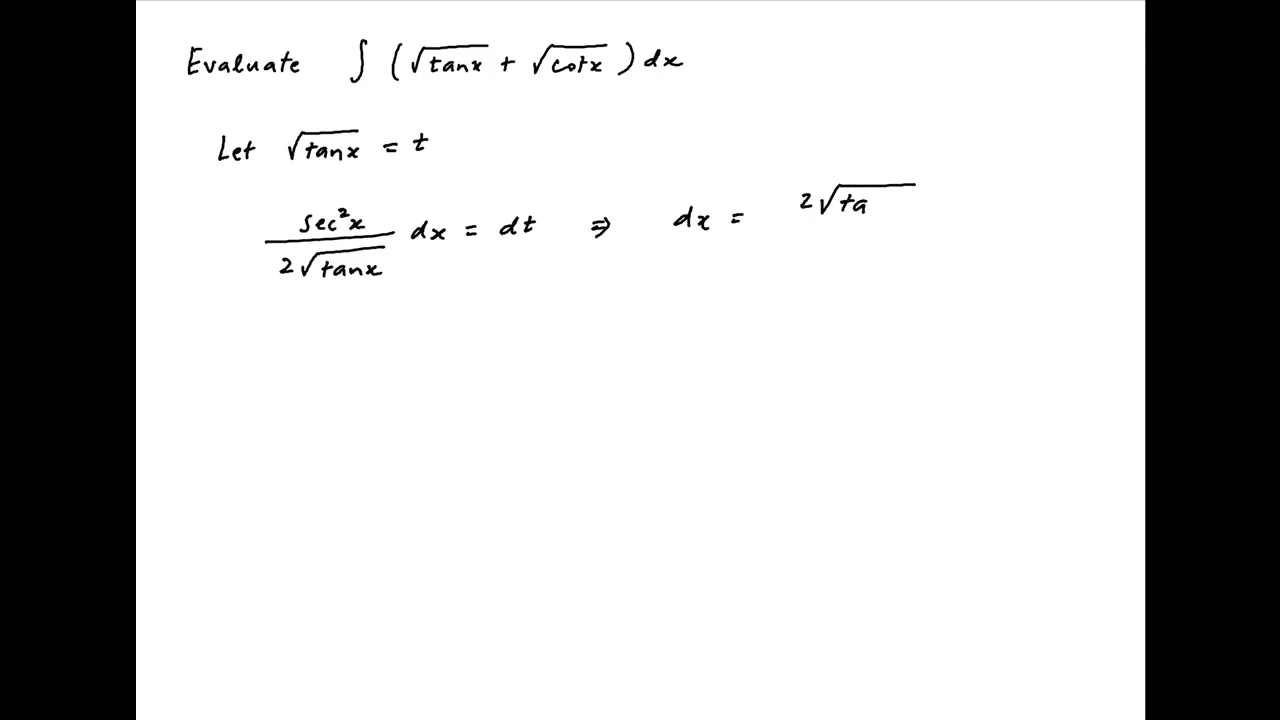 Evaluate ∫ (√tanx + √cotx) dx
Let √tanx = t
sec²x / 2√tanx dx = dt ⇒ dx = 2√ta